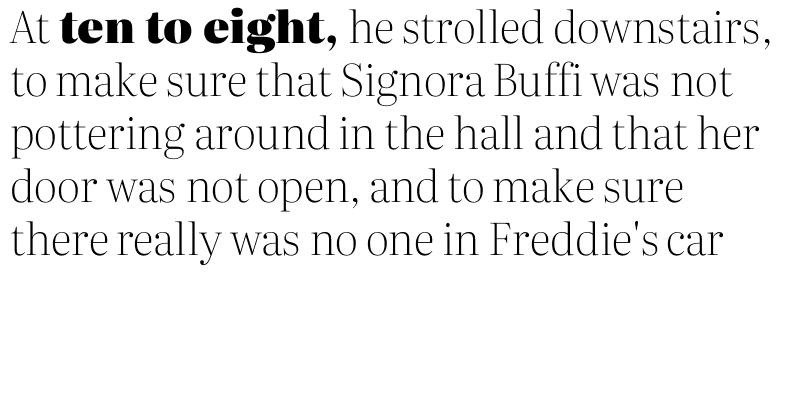 At ten to eight, he strolled downstairs,
to make sure that Signora Buffi was not
pottering around in the hall and that her
door was not open, and to make sure
there really was no one in Freddie's car